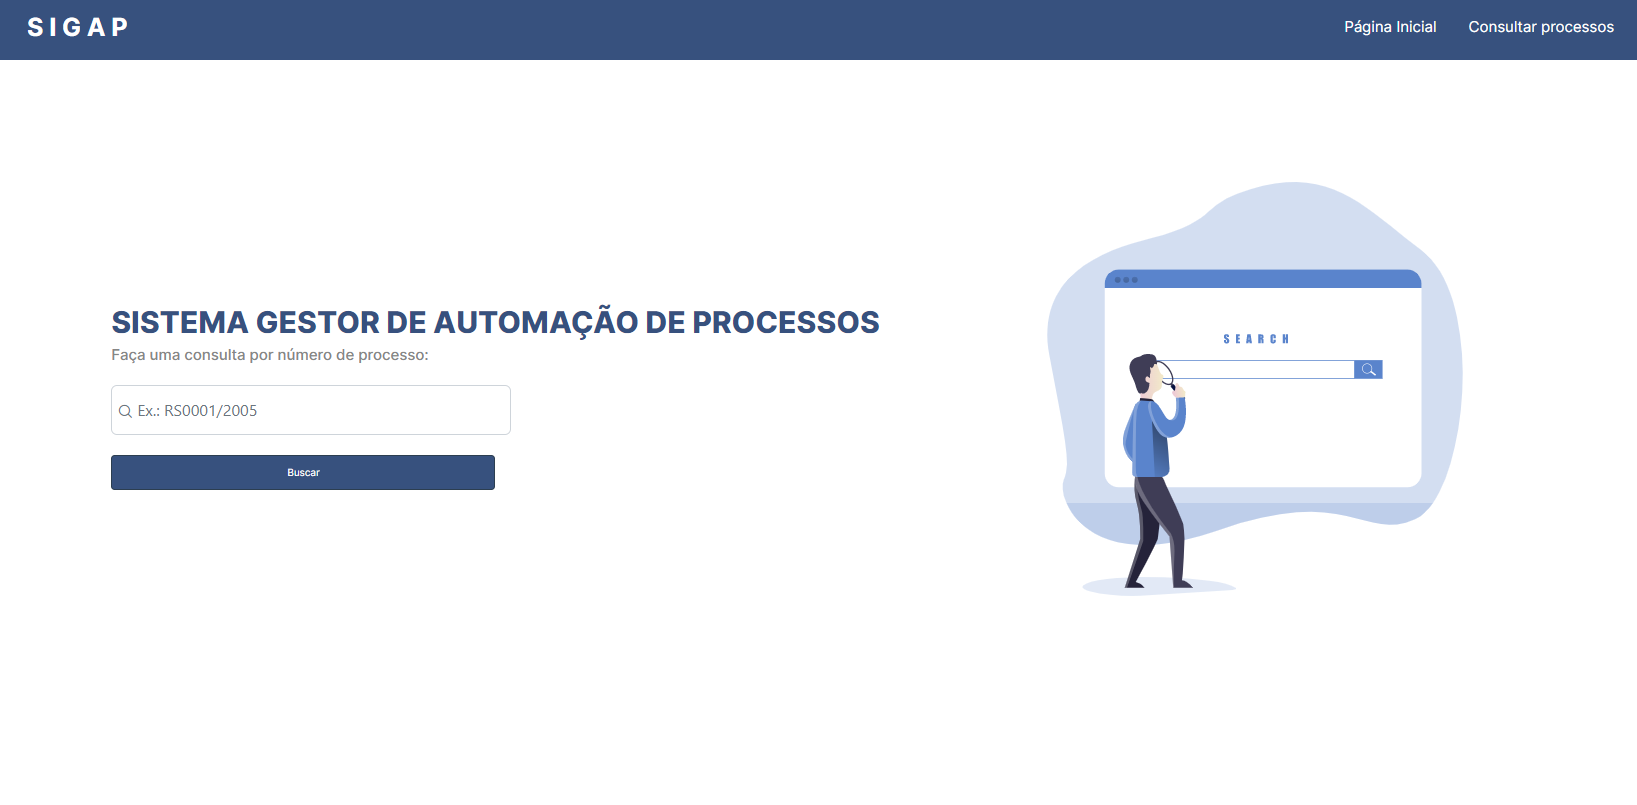 SIGAP
Página Inicial
Consultar processos
SISTEMA GESTOR DE AUTOMAÇÃO DE PROCESSOS
Faça uma consulta por número de processo:
Ex.: RS0001/2005
Buscar
SEARCH